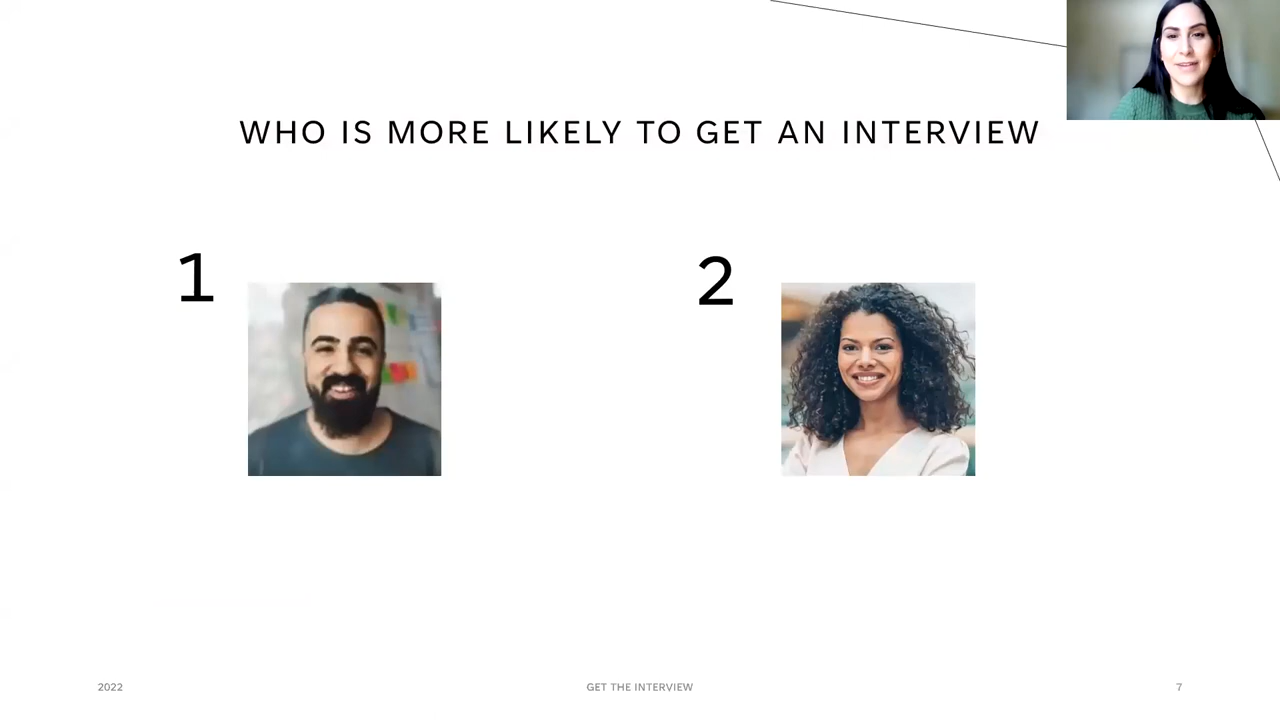 WHO IS MORE LIKELY TO GET AN INTERVIEW
1
2
2022
GET THE INTERVIEW
7